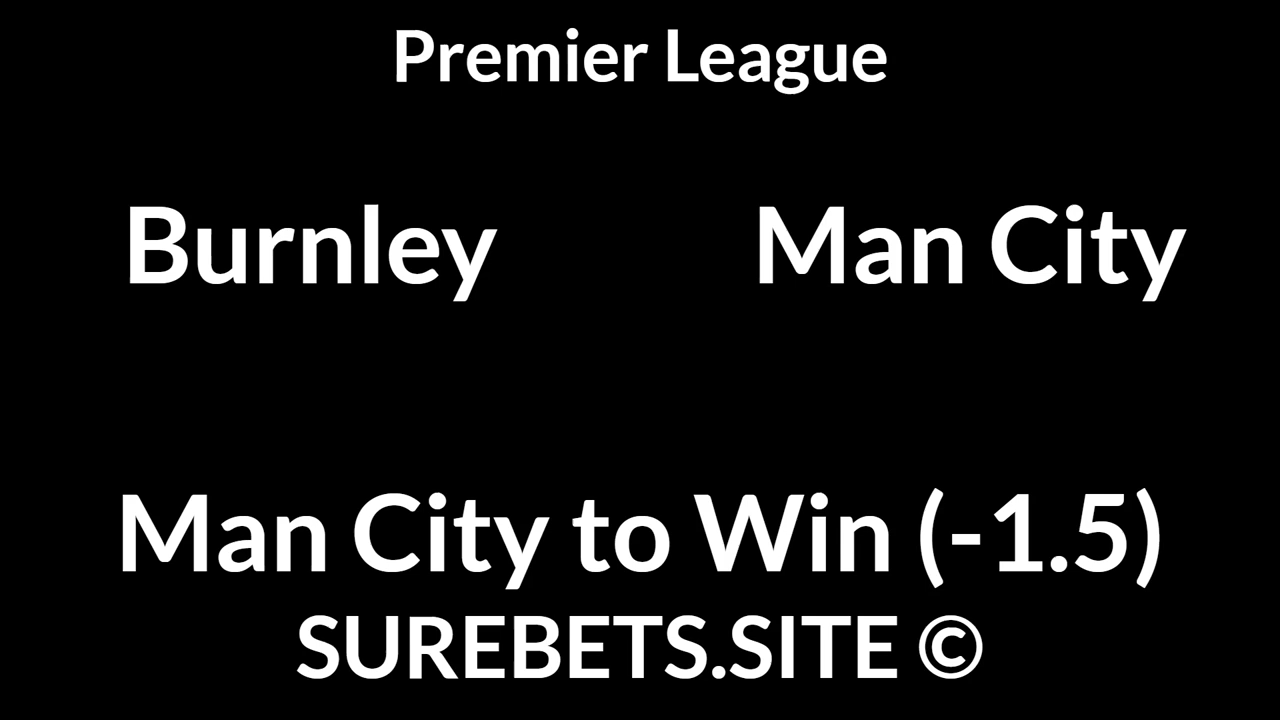 Premier League
Burnley Man City
Man City to Win (-1.5)
SUREBETS.SITE ©